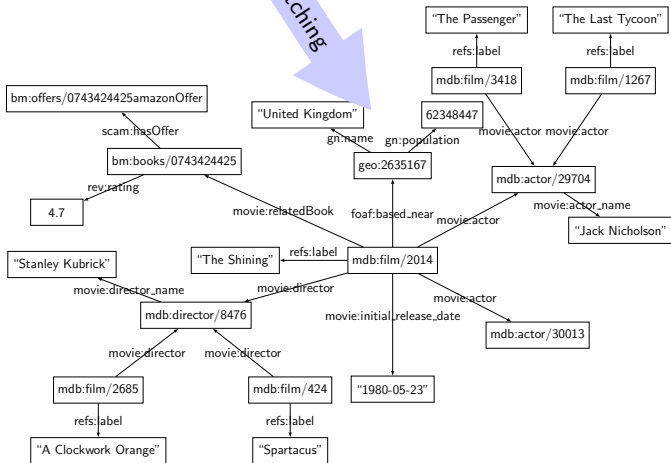 tching
"The Passenger"
"The Last Tycoon"
refs:label
refs:label
mdb:film/3418
mdb:film/1267
bm:offers/0743424425amazonOffer
"United Kingdom"
62348447
scam:hasOffer
gn:name
gn:population
movie:actor
movie:actor
bm:books/0743424425
geo:2635167
mdb:actor/29704
rev:rating
movie:actor_name
4.7
movie:relatedBook
foaf:based_near
movie:actor
"Jack Nicholson"
"Stanley Kubrick"
refs:label
"The Shining"
mdb:film/2014
movie:director_name
movie:director
movie:actor
mdb:director/8476
movie:initial_release_date
mdb:actor/30013
movie:director
movie:director
mdb:film/2685
mdb:film/424
"1980-05-23"
refs:label
refs:label
"A Clockwork Orange"
"Spartacus"